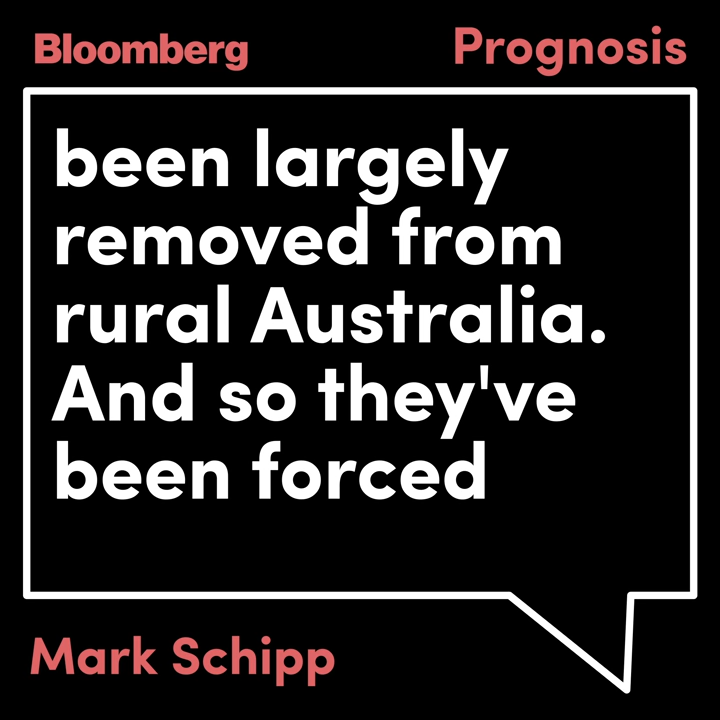 Bloomberg
Prognosis
been largely
removed from
rural Australia.
And so they've
been forced
Mark Schipp